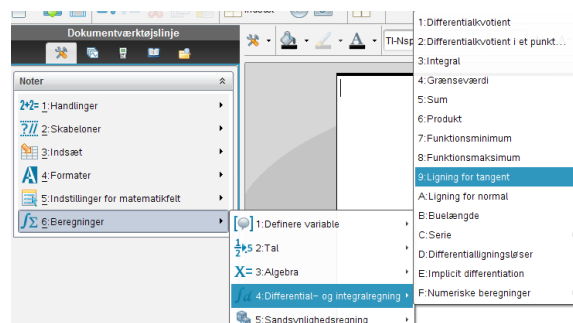 Indsæt
Dokumentværktøjslinje
TI-Nsp
Noter
1:Handlinger
2:Skabeloner
3:Indsæt
4:Formater
5:Indstillinger for matematikfelt
6:Beregninger
1:Definere variable
2:Tal
3:Algebra
4:Differential- og integralregning
5:Sandsynlighedsregning
1:Differentialkvotient
2:Differentialkvotient i et punkt...
3:Integral
4:Grænseværdi
5:Sum
6:Produkt
7:Funktionsminimum
8:Funktionsmaksimum
9:Ligning for tangent
A:Ligning for normal
B:Buelængde
C:Serie
D:Differentialligningsløser
E:Implicit differentiation
F:Numeriske beregninger